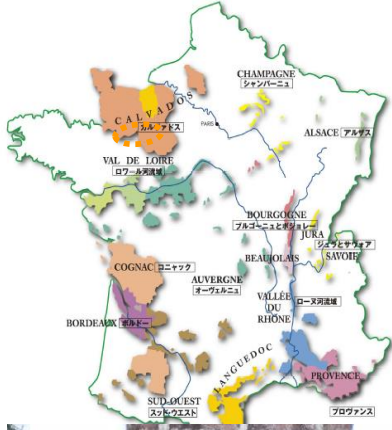 CHAMPAGNE
シャンパーニュ
CALVADOS
カルヴァドス
PARIS
ALSACE アルザス
VAL DE LOIRE
ロワール河流域
BOURGOGNE
ブルゴーニュとボジョレー
JURA
ジュラとサヴォア
SAVOIE
BEAUJOLAIS
COGNAC コニャック
AUVERGNE
オーヴェルニュ
VALLÉE
DU
RHÔNE
ローヌ河流域
BORDEAUX ボルドー
LANGUEDOC
PROVENCE
プロヴァンス
SUD-OUEST
スッド・ウエスト